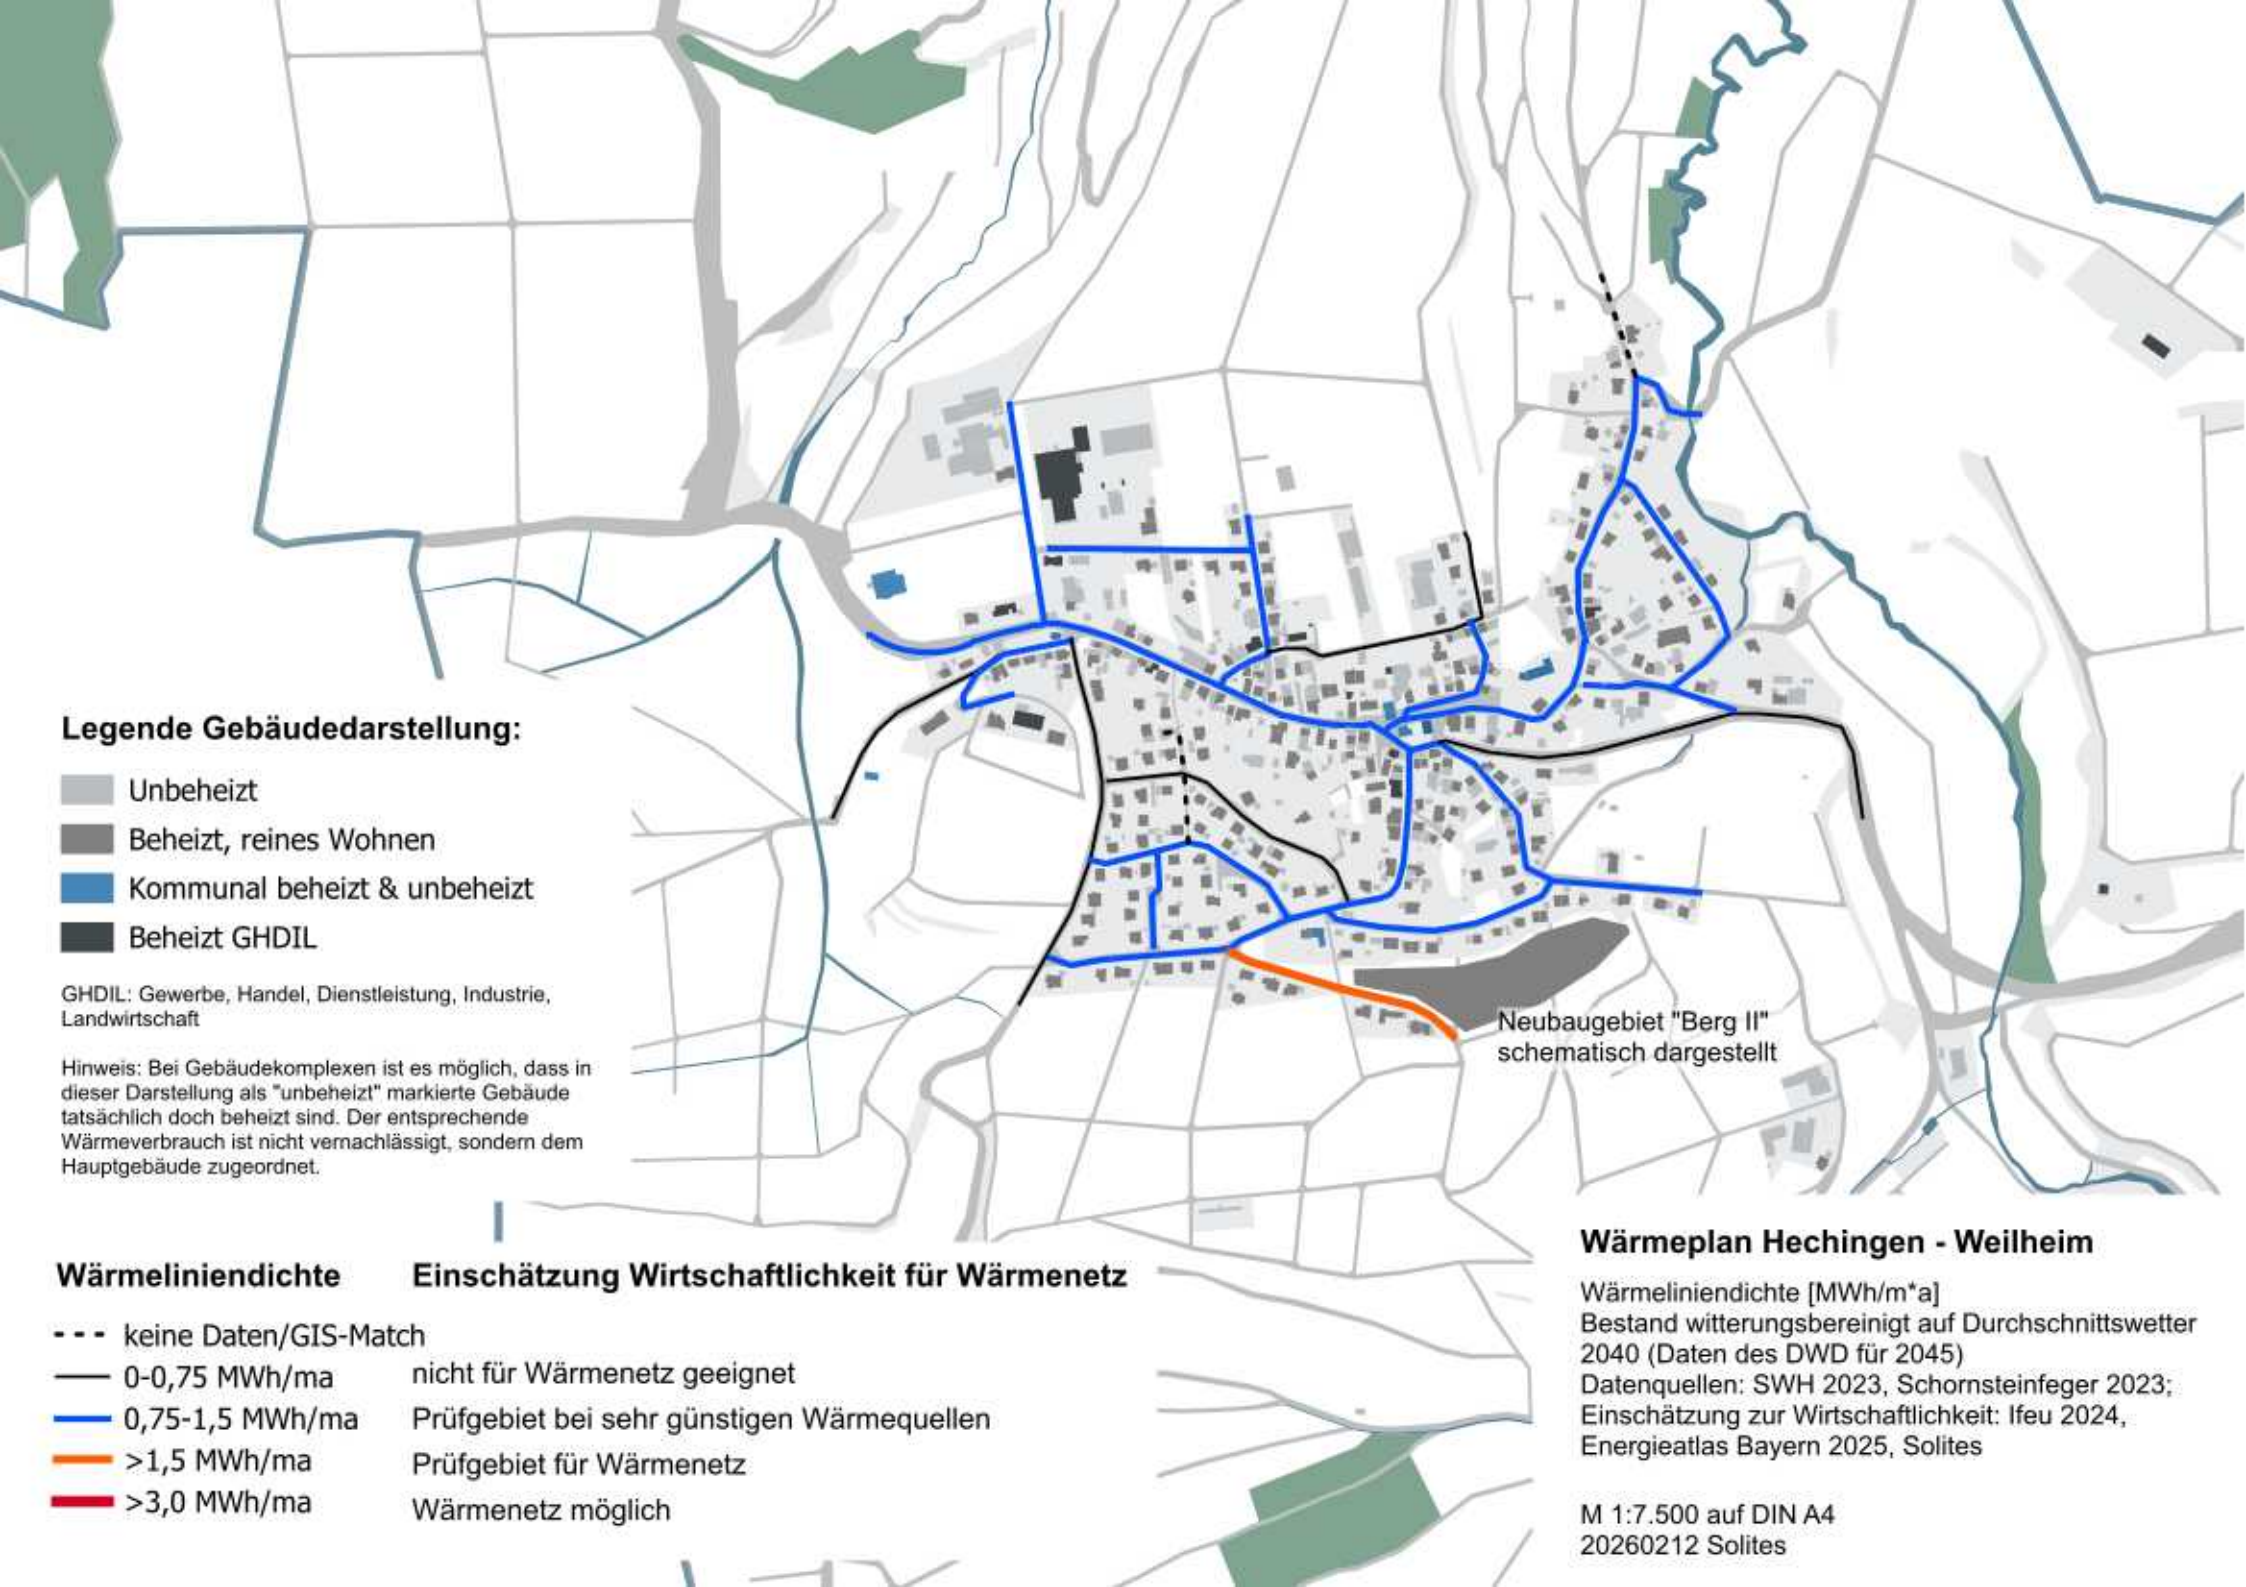 Legende Gebäudedarstellung:
Unbeheizt
Beheizt, reines Wohnen
Kommunal beheizt & unbeheizt
Beheizt GHDIL
GHDIL: Gewerbe, Handel, Dienstleistung, Industrie,
Landwirtschaft
Hinweis: Bei Gebäudekomplexen ist es möglich, dass in
dieser Darstellung als "unbeheizt" markierte Gebäude
tatsächlich doch beheizt sind. Der entsprechende
Wärmeverbrauch ist nicht vernachlässigt, sondern dem
Hauptgebäude zugeordnet.
Neubaugebiet "Berg II"
schematisch dargestellt
Wärmeliniendichte Einschätzung Wirtschaftlichkeit für Wärmenetz
keine Daten/GIS-Match
0-0,75 MWh/ma nicht für Wärmenetz geeignet
0,75-1,5 MWh/ma Prüfgebiet bei sehr günstigen Wärmequellen
>1,5 MWh/ma Prüfgebiet für Wärmenetz
>3,0 MWh/ma Wärmenetz möglich
Wärmeplan Hechingen - Weilheim
Wärmeliniendichte [MWh/m*a]
Bestand witterungsbereinigt auf Durchschnittswetter
2040 (Daten des DWD für 2045)
Datenquellen: SWH 2023, Schornsteinfeger 2023;
Einschätzung zur Wirtschaftlichkeit: Ifeu 2024,
Energieatlas Bayern 2025, Solites
M 1:7.500 auf DIN A4
20260212 Solites